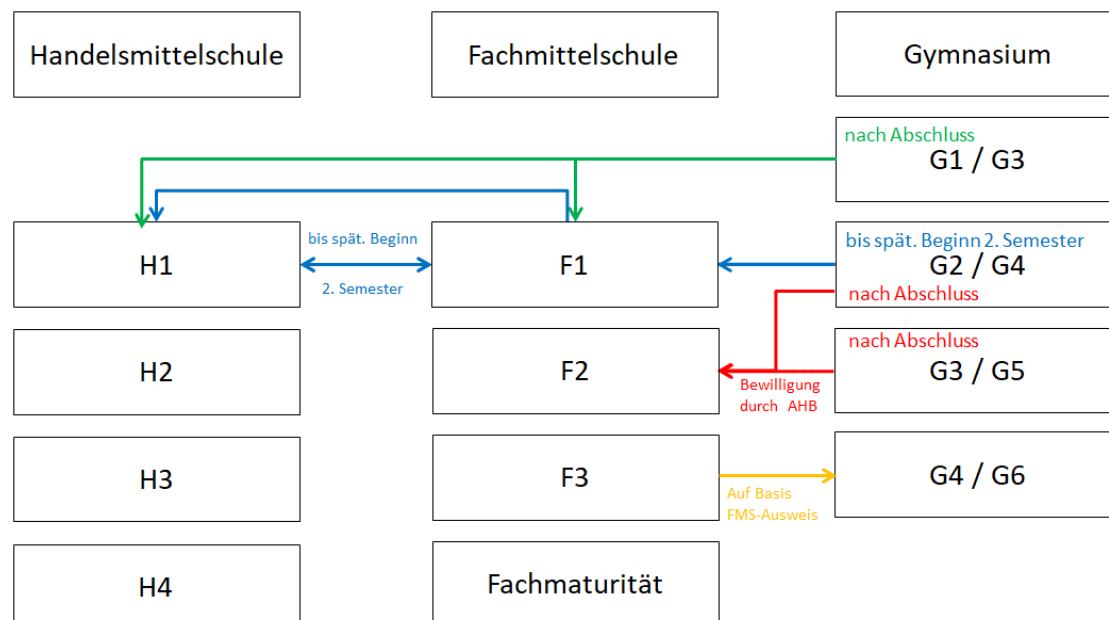 Handelsmittelschule
Fachmittelschule
Gymnasium
nach Abschluss
G1 / G3
H1
bis spät. Beginn
2. Semester
F1
bis spät. Beginn 2. Semester
G2 / G4
nach Abschluss
H2
F2
Bewilligung
durch AHB
nach Abschluss
G3 / G5
H3
F3
Auf Basis
FMS-Ausweis
G4 / G6
H4
Fachmaturität